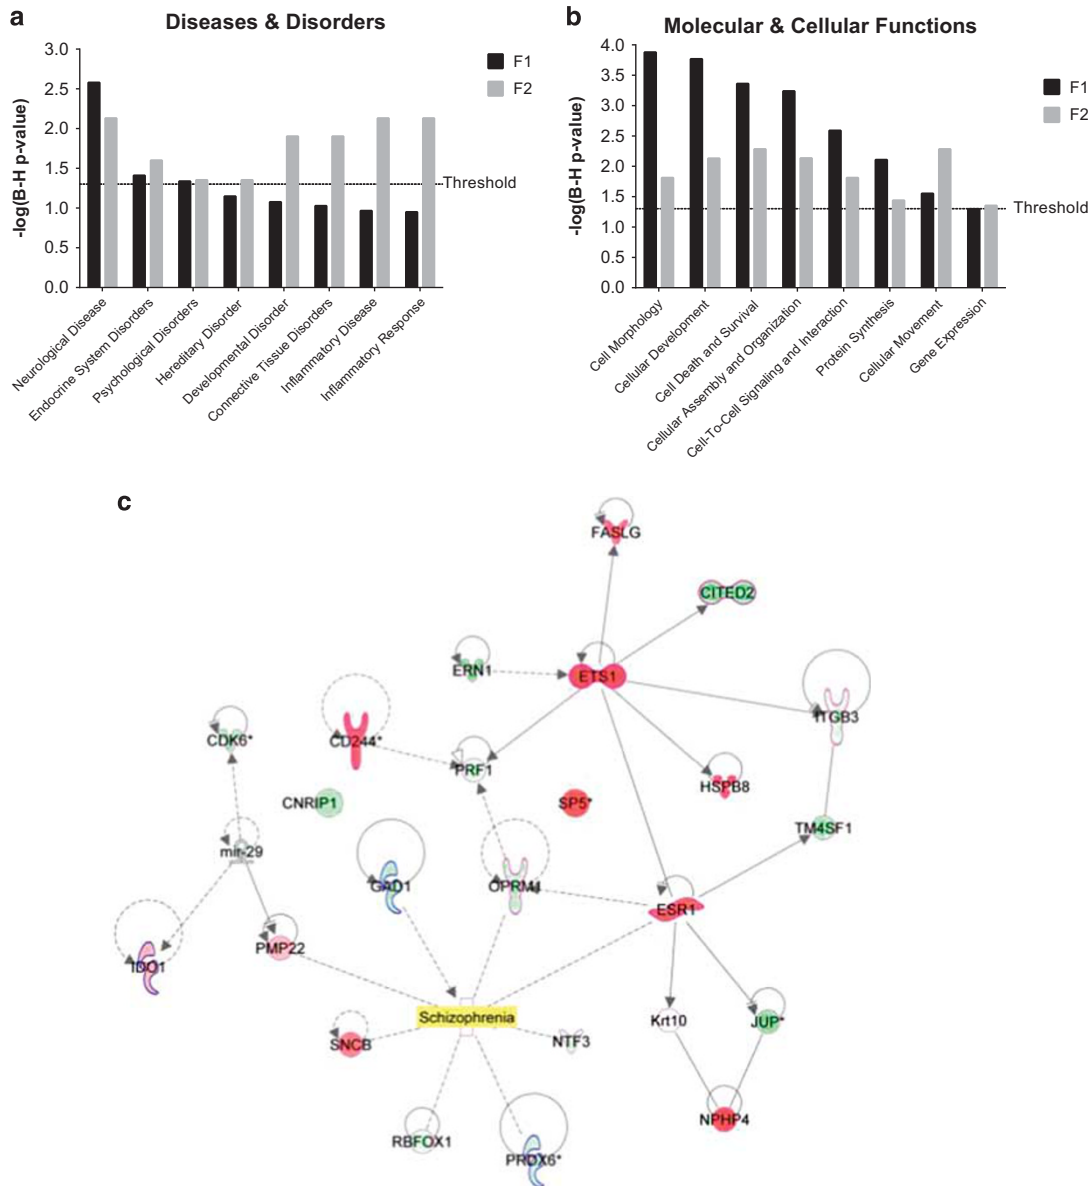 a
Diseases & Disorders
-log(B-H p-value)
3.0
2.5
2.0
1.5
1.0
0.5
0.0
F1
F2
Threshold
Neurological Disease
Endocrine System Disorders
Psychological Disorders
Hereditary Disorder
Developmental Disorder
Connective Tissue Disorders
Inflammatory Disease
Inflammatory Response
b
Molecular & Cellular Functions
-log(B-H p-value)
4.0
3.5
3.0
2.5
2.0
1.5
1.0
0.5
0.0
F1
F2
Threshold
Cell Morphology
Cellular Development
Cell Death and Survival
Cellular Assembly and Organization
Cell-To-Cell Signaling and Interaction
Protein Synthesis
Cellular Movement
Gene Expression
c
FASLG
CITED2
ERN1
ETS1
ITGB3
CDK6*
CD244*
PRF1
HSPB8
CNRIP1
SP5*
TM4SF1
mir-29
GAD1
OPRM1
ESR1
PMP22
IDO1
Schizophrenia
Krt10
JUP*
SNCB
NTF3
NPHP4
RBFOX1
PRDX6*